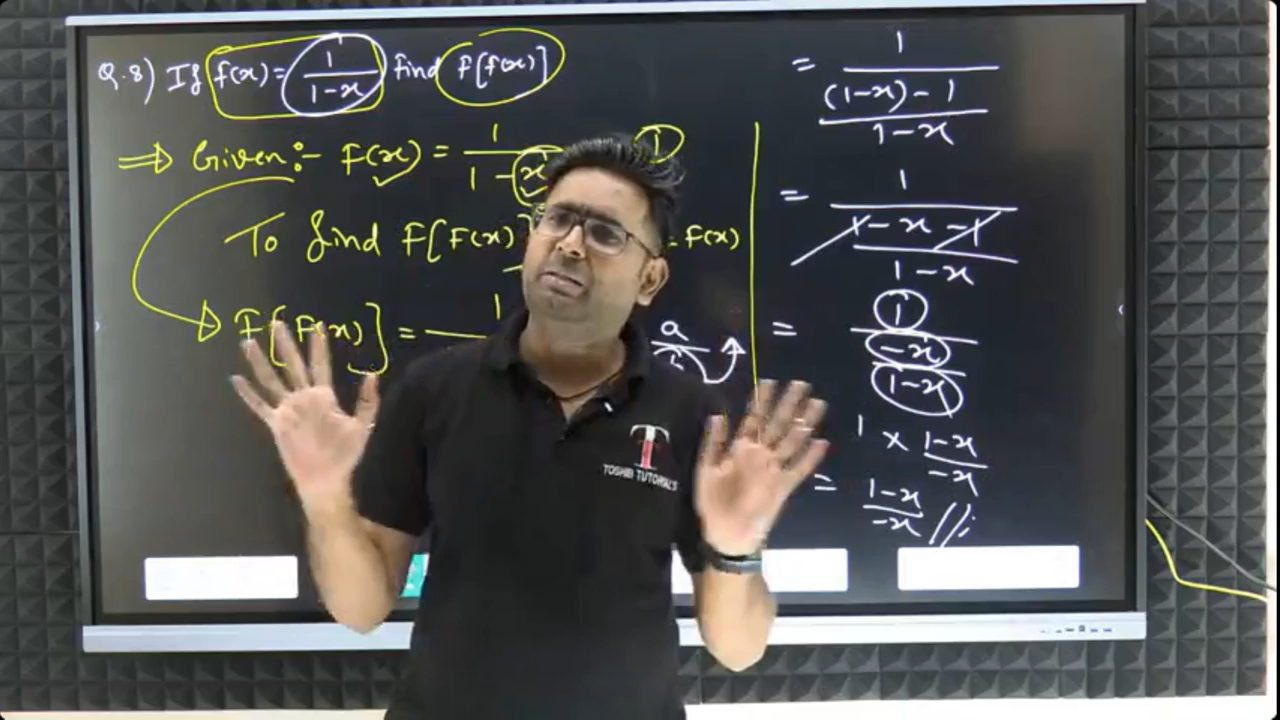 Q.8) If f(x) = 1/(1-x) find f[f(x)]
⇒ Given:- f(x) = 1/(1-x) 1
To find f[f(x)] = f(x)
f[f(x)] = 1
a
= 1/(((1-x)-1)/(1-x))
= 1/((1-x-1)/(1-x))
= 1/((-x)/(1-x))
1 × (1-x)/(-x)
= (1-x)/(-x) //;
T
TOSHIBI TUTORIALS